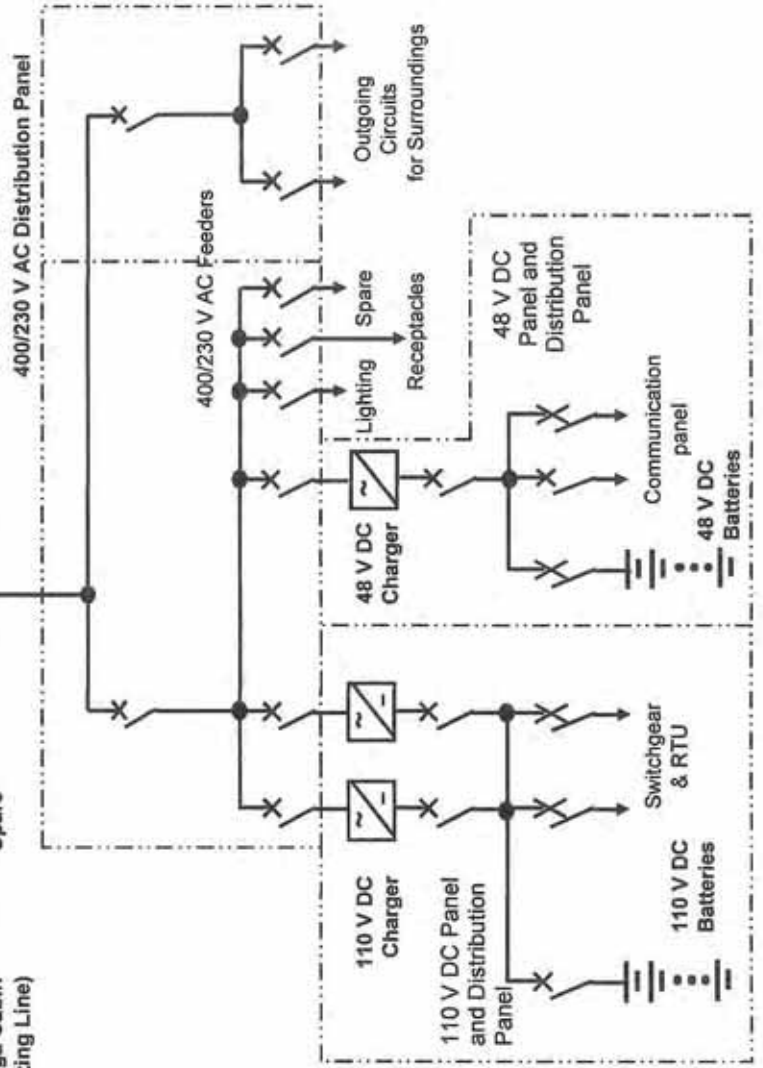 Spare
Cabin
Line)
400/230 V AC Distribution Panel
400/230 V AC Feeders
Outgoing
Circuits
for Surroundings
Lighting
Spare
Receptacles
110 V DC
Charger
48 V DC
Charger
48 V DC
Panel and
Distribution
Panel
110 V DC Panel
and Distribution
Panel
Switchgear
& RTU
110 V DC
Batteries
Communication
panel
48 V DC
Batteries